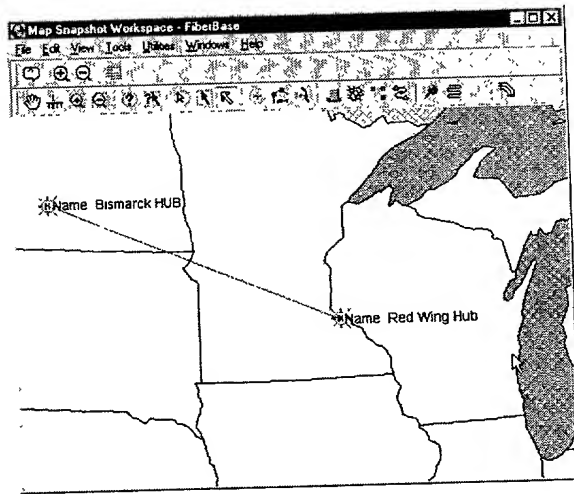 Map Snapshot Workspace - FiberBase
File Edit View Tools Utilities Windows Help
Name Bismarck HUB
Name Red Wing Hub